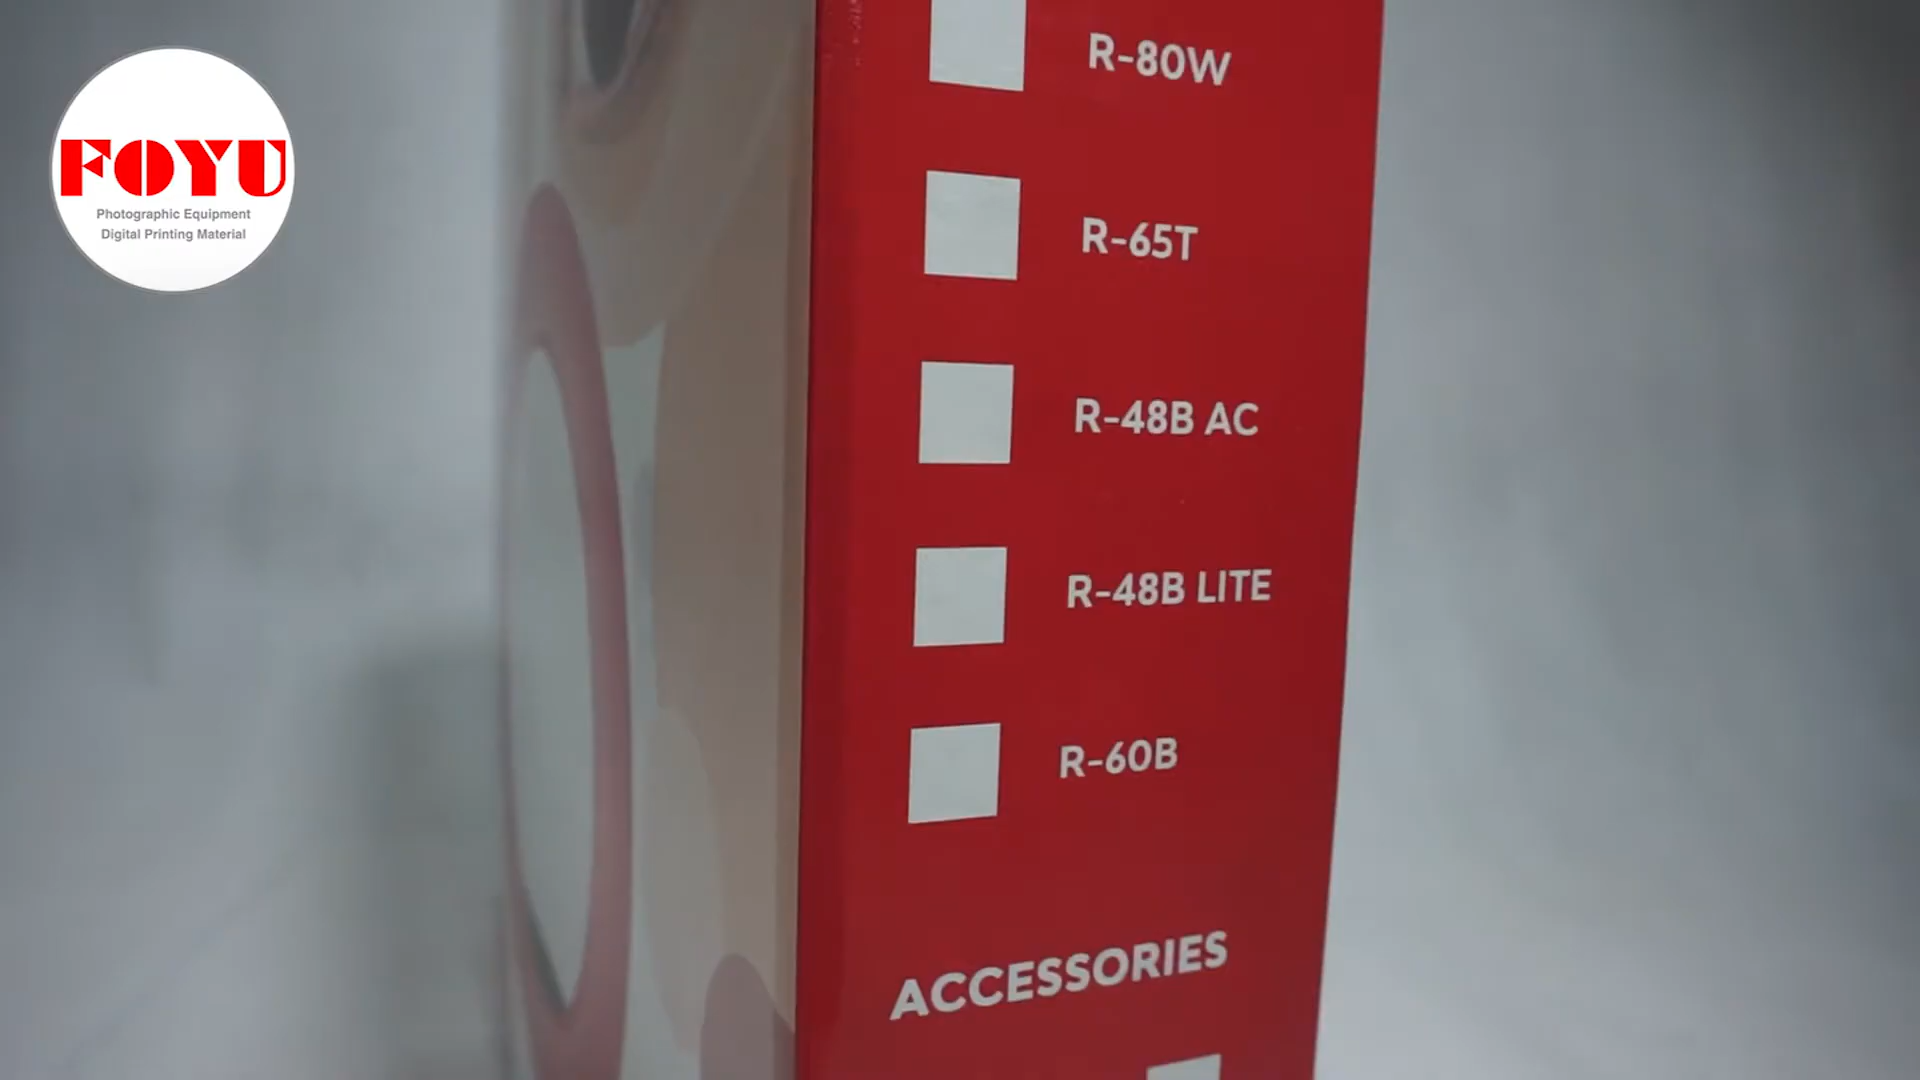 FOYU
Photographic Equipment
Digital Printing Material
R-80W
R-65T
R-48B AC
R-48B LITE
R-60B
ACCESSORIES